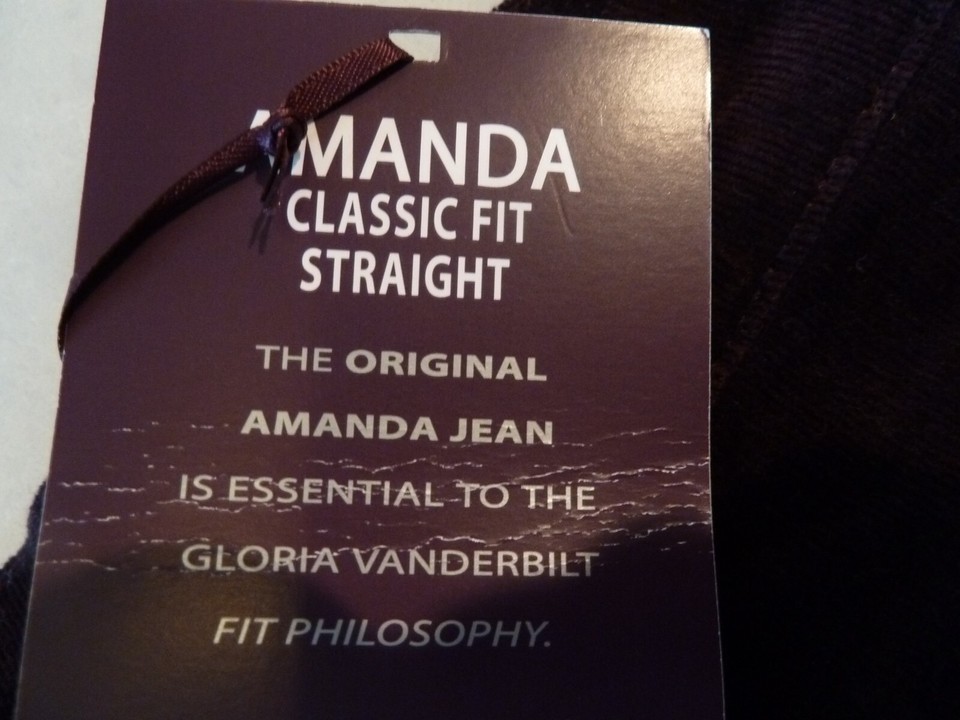 AMANDA
CLASSIC FIT
STRAIGHT
THE ORIGINAL
AMANDA JEAN
IS ESSENTIAL TO THE
GLORIA VANDERBILT
FIT PHILOSOPHY.